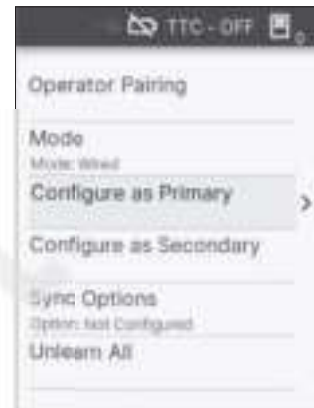 TTC - OFF
Operator Pairing
Mode
Mode: Wired
Configure as Primary
Configure as Secondary
Sync Options
Option: Not Configured
Unlearn All